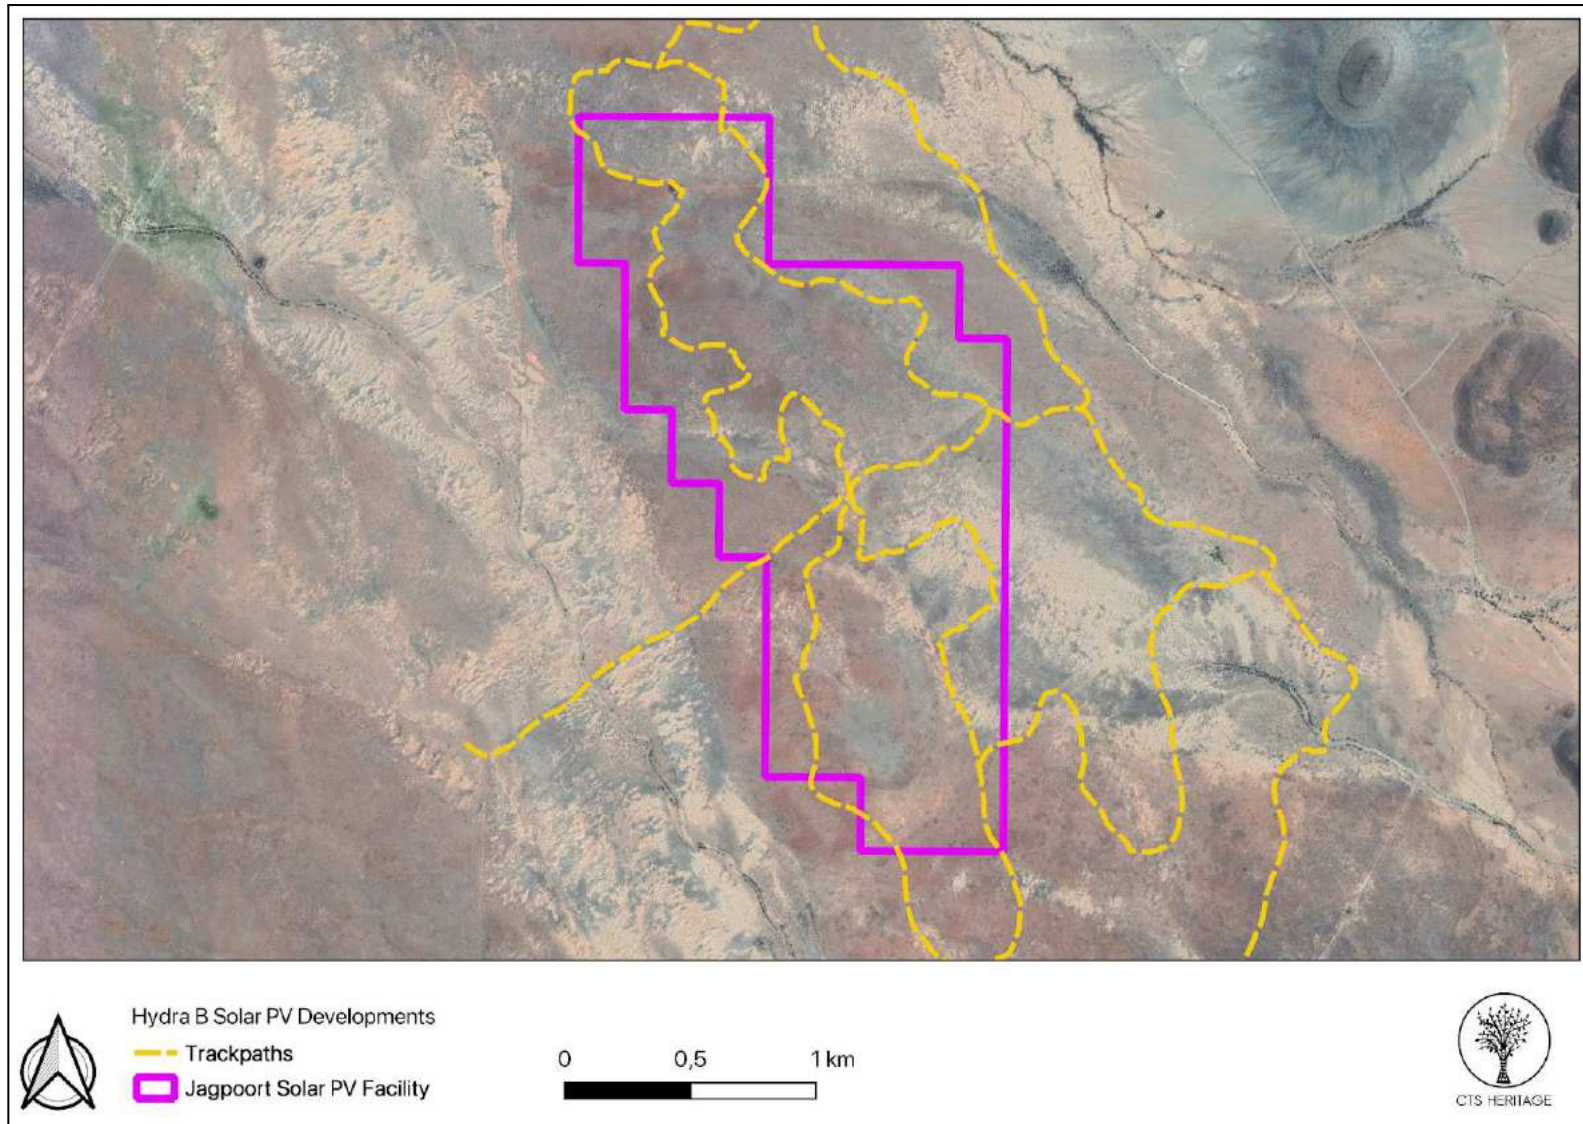 Hydra B Solar PV Developments
Trackpaths
Jagpoort Solar PV Facility
0 0,5 1 km
CTS HERITAGE